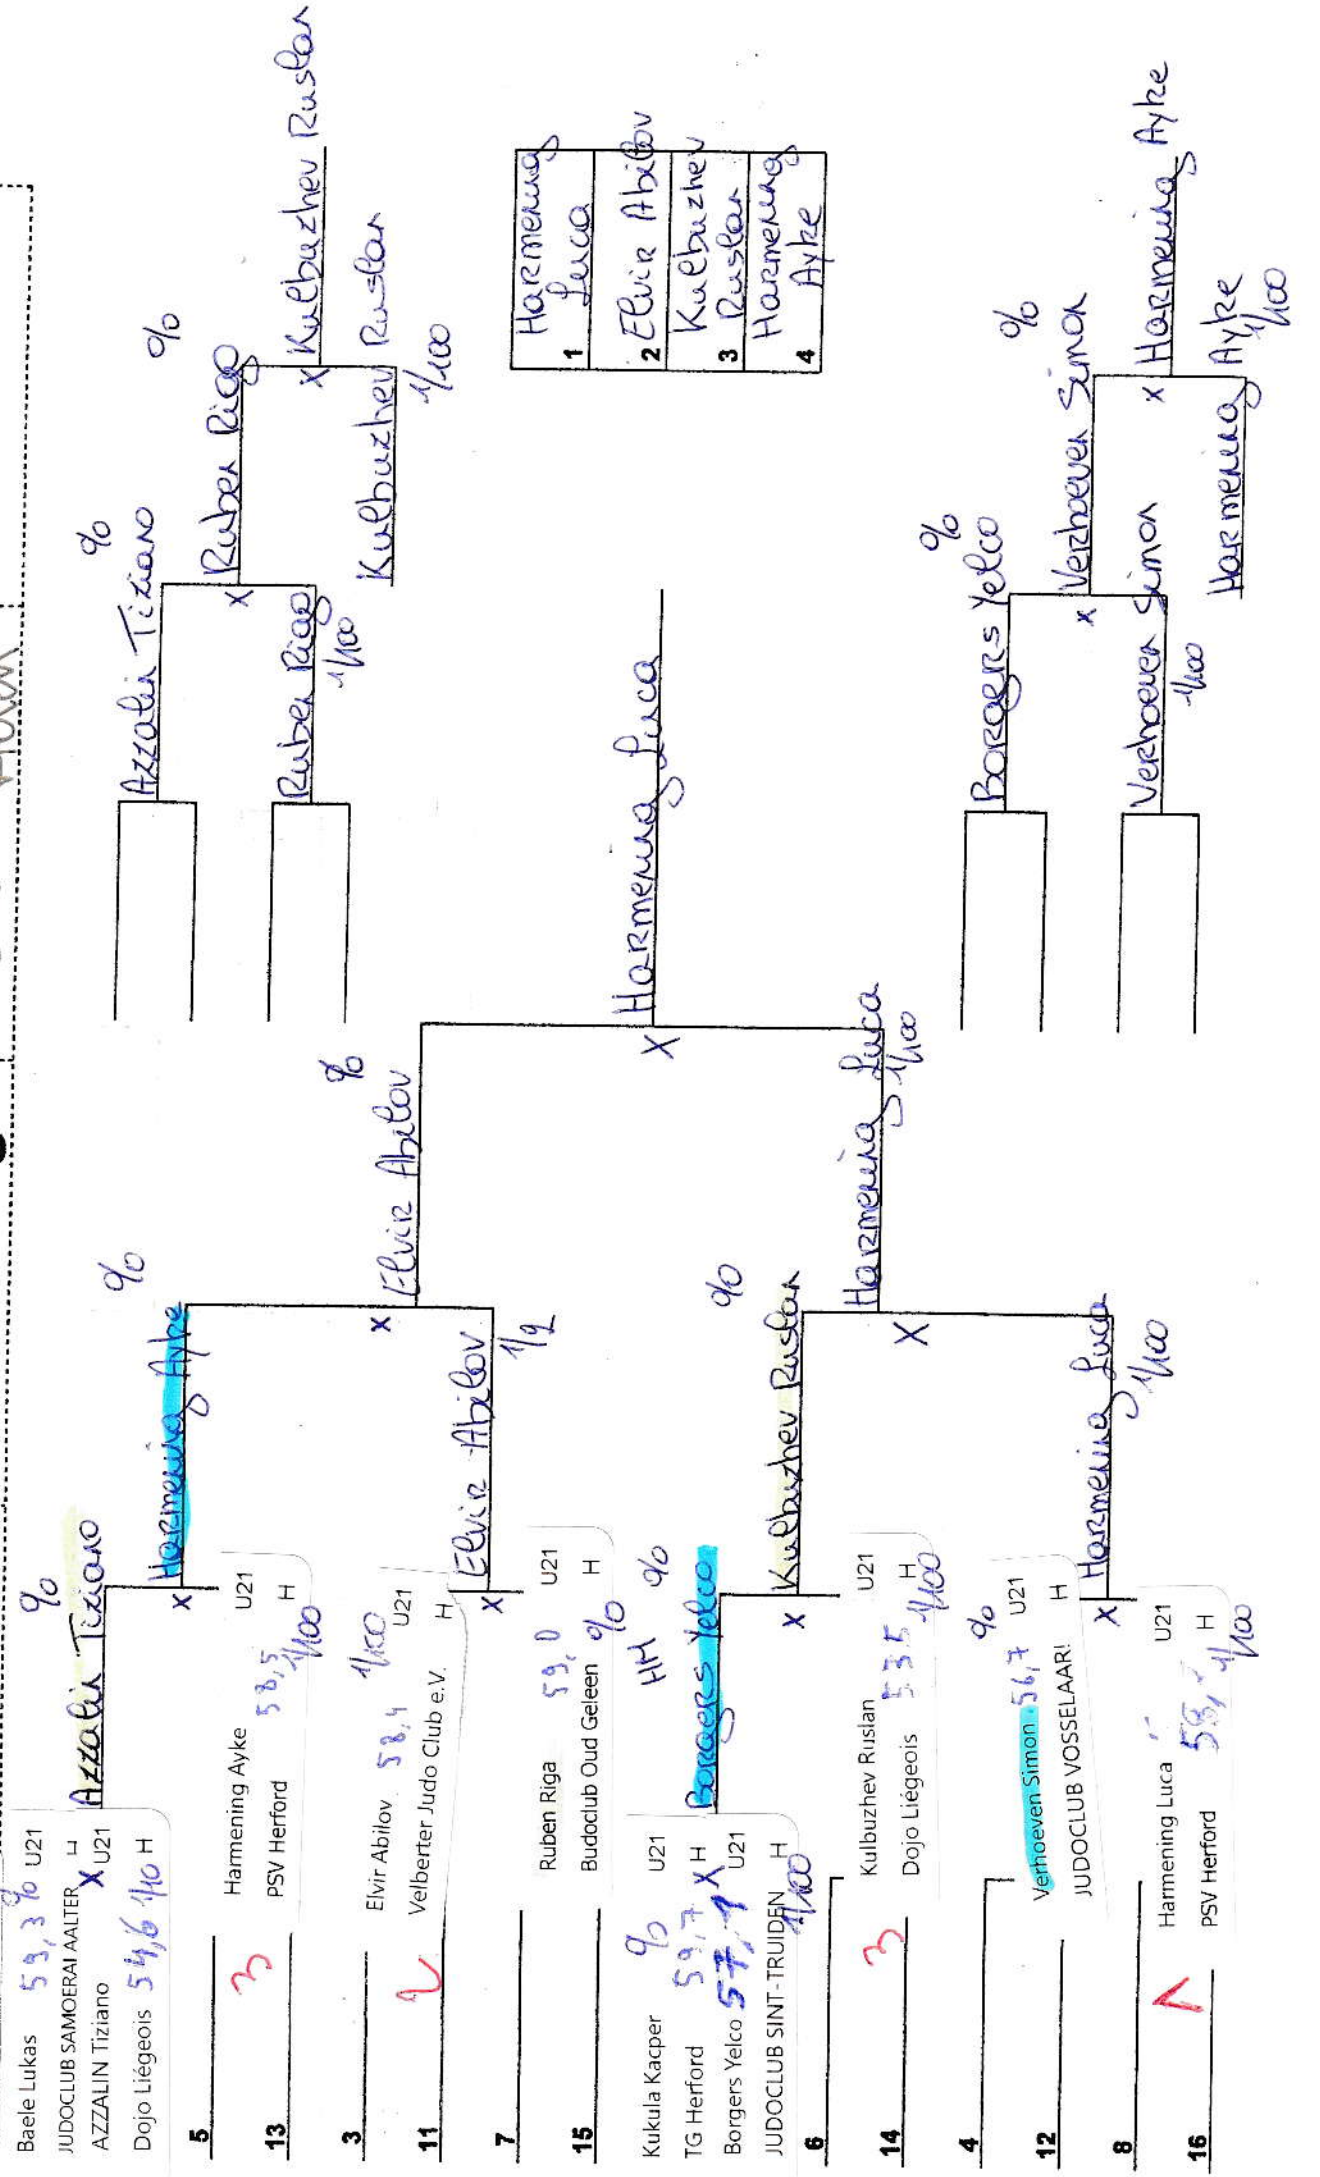 Baele Lukas 59,3 % U21
JUDOCLUB SAMOERAI AALTER H
AZZALIN Tiziano X U21
Dojo Liégeois 54,6 1/10 H
Azzalin Tiziano %
5
13
Harmening Ayke U21
PSV Herford 58,5 H
1/100
3
X
Harmening Ayke %
3
11
Elvir Abilov 58,4 1/100 U21
Velberter Judo Club e.V. H
2
7
15
Ruben Riga 59,0 U21
Budoclub Oud Geleen % H
X
Elvir Abilov
1/2
X
Elvir Abilov %
Kukula Kacper % U21
TG Herford 59,7 X H
Borgers Yelco 57,1 U21
JUDOCLUB SINT-TRUIDEN H
1/100
HM %
Borgers Yelco
6
14
Kulbuzhev Ruslan U21
Dojo Liégeois 53,5 H
1/100
3
X
Kulbuzhev Ruslan %
4
12
Verhoeven Simon 56,7 % U21
JUDOCLUB VOSSELAAR! H
8
16
Harmening Luca U21
PSV Herford H
1/100
1
X
Harmening Luca
1/100
X
Harmening Luca
1/100
X
Harmening Luca
Azzalin Tiziano %
X
Ruben Riga
1/100
Ruben Riga %
X
Kulbuzhev Ruslan
1/100
Kulbuzhev Ruslan
1 Harmening Luca
2 Elvir Abilov
3 Kulbuzhev Ruslan
4 Harmening Ayke
Borgers Yelco %
X
Verhoeven Simon
1/100
Verhoeven Simon %
X
Harmening Ayke
1/100
Harmening Ayke